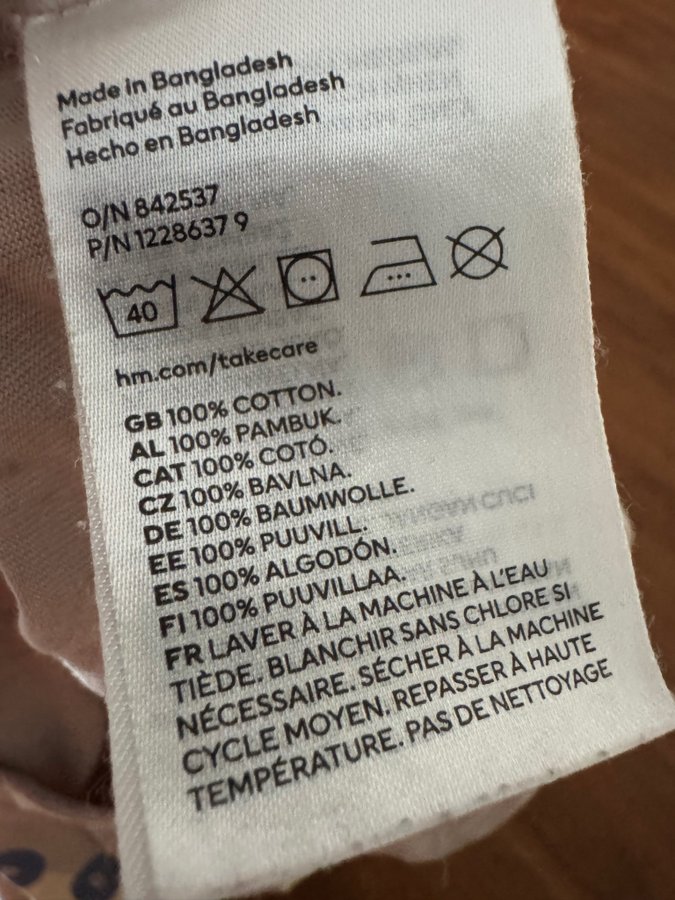 Made in Bangladesh
Fabriqué au Bangladesh
Hecho en Bangladesh
O/N 842537
P/N 1228637 9
40
hm.com/takecare
GB 100% COTTON.
AL 100% PAMBUK.
CAT 100% COTÓ.
CZ 100% BAVLNA.
DE 100% BAUMWOLLE.
EE 100% PUUVILL.
ES 100% ALGODÓN.
FI 100% PUUVILLAA.
FR LAVER À LA MACHINE À L'EAU
TIÈDE. BLANCHIR SANS CHLORE SI
NÉCESSAIRE. SÉCHER À LA MACHINE
CYCLE MOYEN. REPASSER À HAUTE
TEMPÉRATURE. PAS DE NETTOYAGE